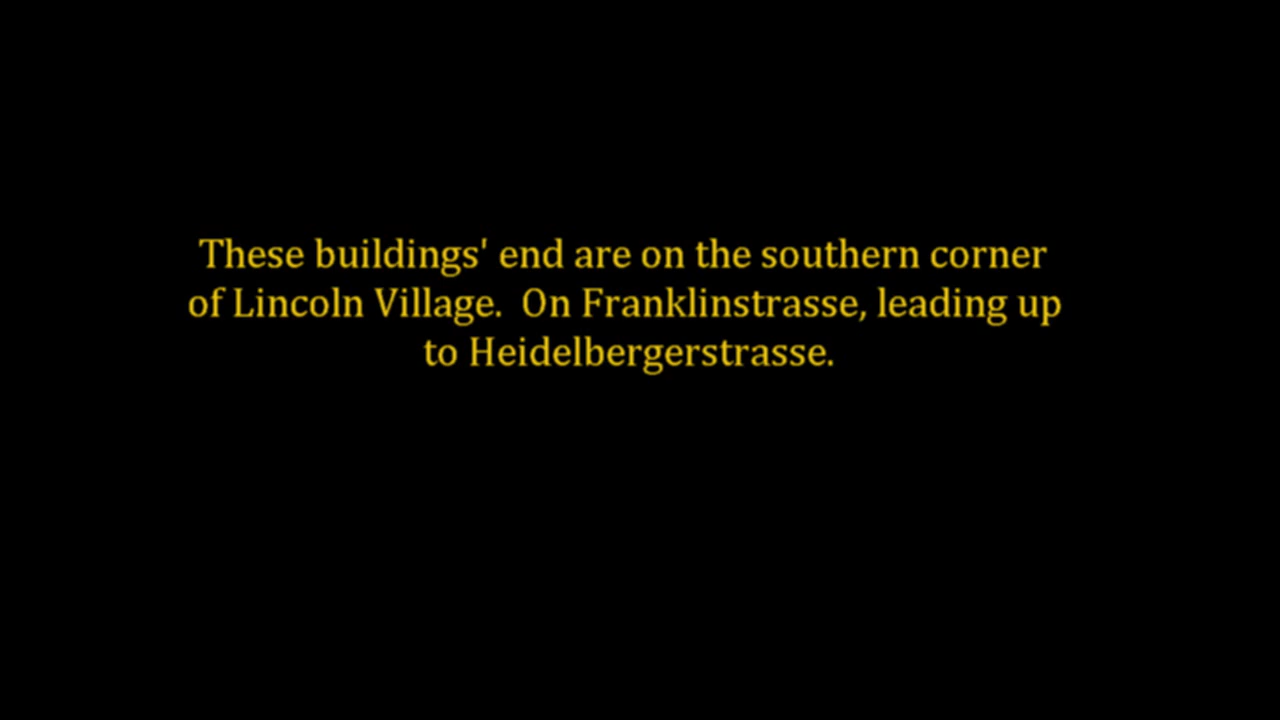 These buildings' end are on the southern corner
of Lincoln Village.  On Franklinstrasse, leading up
to Heidelbergerstrasse.